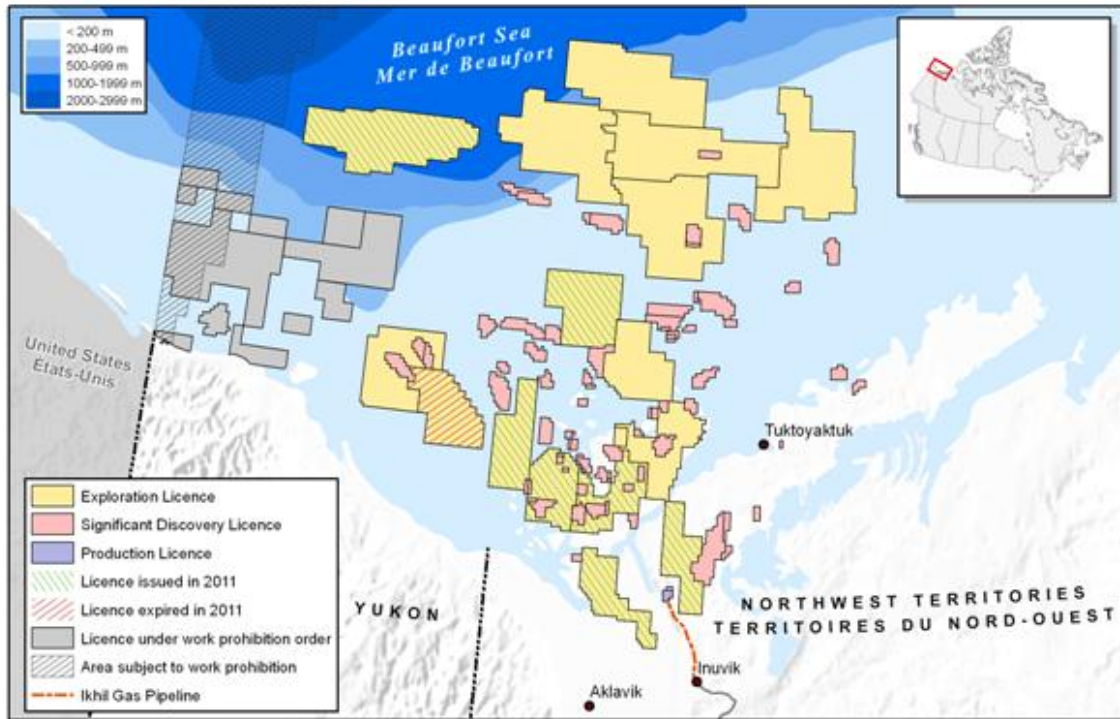 < 200 m
200-499 m
500-999 m
1000-1999 m
2000-2999 m
Beaufort Sea
Mer de Beaufort
United States
États-Unis
Tuktoyaktuk
Exploration Licence
Significant Discovery Licence
Production Licence
Licence issued in 2011
Licence expired in 2011
Licence under work prohibition order
Area subject to work prohibition
Ikhil Gas Pipeline
YUKON
NORTHWEST TERRITORIES
TERRITOIRES DU NORD-OUEST
Inuvik
Aklavik